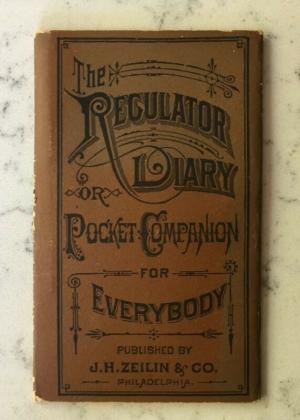 The
REGULATOR
DIARY
OR
POCKET COMPANION
FOR
EVERYBODY
PUBLISHED BY
J.H. ZEILIN & CO.
PHILADELPHIA.